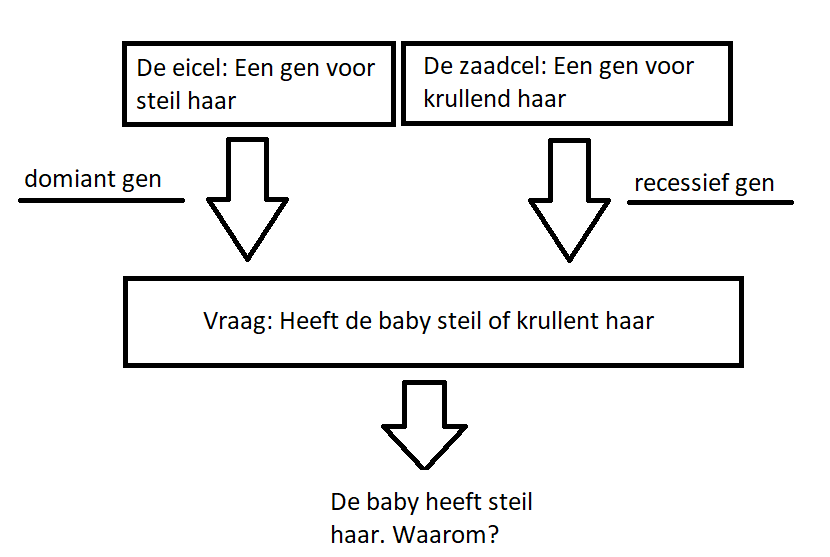 De eicel: Een gen voor
steil haar
De zaadcel: Een gen voor
krullend haar
domiant gen
recessief gen
Vraag: Heeft de baby steil of krullent haar
De baby heeft steil
haar. Waarom?